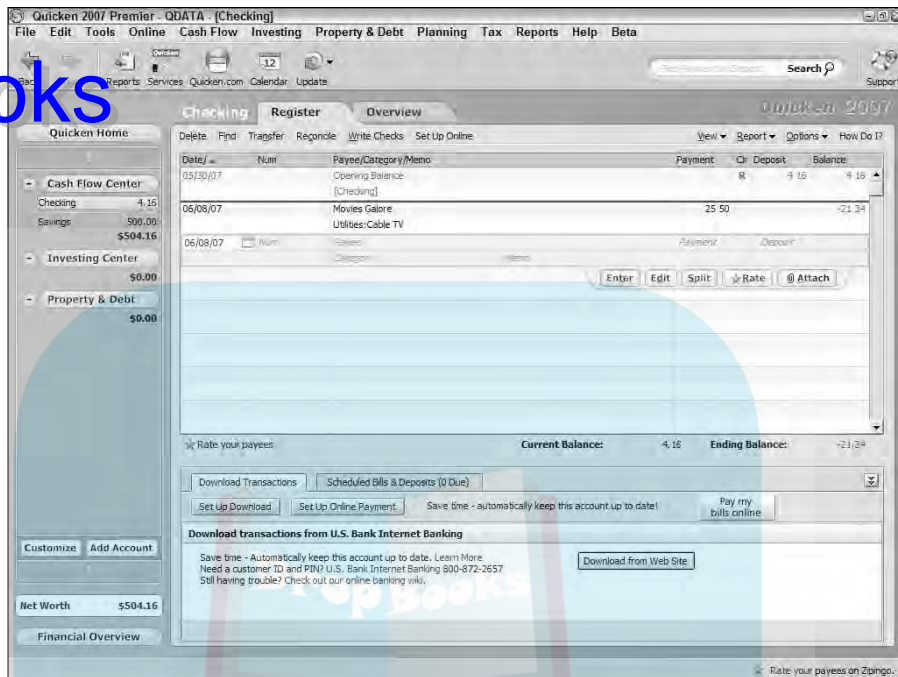 Quicken 2007 Premier - QDATA - [Checking]
File Edit Tools Online Cash Flow Investing Property & Debt Planning Tax Reports Help Beta
Back Reports Services Quicken.com Calendar Update Search Support
oks
Checking Register Overview Quicken 2007
Quicken Home
Delete Find Transfer Reconcile Write Checks Set Up Online View Report Options How Do I?
Date/ Num Payee/Category/Memo Payment Clr Deposit Balance
05/30/07 Opening Balance R 4 16 4 16
[Checking]
06/08/07 Movies Galore 25 50 -21 34
Utilities:Cable TV
06/08/07 Num Payee Payment Deposit
Category Memo
Enter Edit Split Rate Attach
Cash Flow Center
Checking 4.16
Savings 500.00
$504.16
Investing Center
$0.00
Property & Debt
$0.00
Rate your payees Current Balance: 4.16 Ending Balance: -21.34
Download Transactions Scheduled Bills & Deposits (0 Due)
Set Up Download Set Up Online Payment Save time - automatically keep this account up to date! Pay my bills online
Download transactions from U.S. Bank Internet Banking
Save time - Automatically keep this account up to date. Learn More
Need a customer ID and PIN? U.S. Bank Internet Banking 800-872-2657
Still having trouble? Check out our online banking wiki.
Download from Web Site
Customize Add Account
Drop Books
Net Worth $504.16
Financial Overview
Rate your payees on Zipingo.